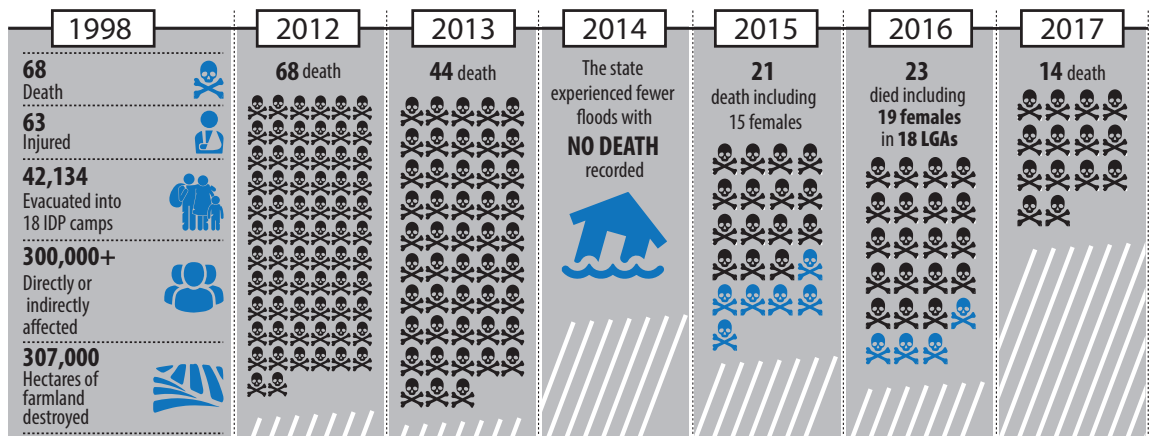 1998
68
Death
63
Injured
42,134
Evacuated into
18 IDP camps
300,000+
Directly or
indirectly
affected
307,000
Hectares of
farmland
destroyed
2012
68 death
2013
44 death
2014
The state
experienced fewer
floods with
NO DEATH
recorded
2015
21
death including
15 females
2016
23
died including
19 females
in 18 LGAs
2017
14 death